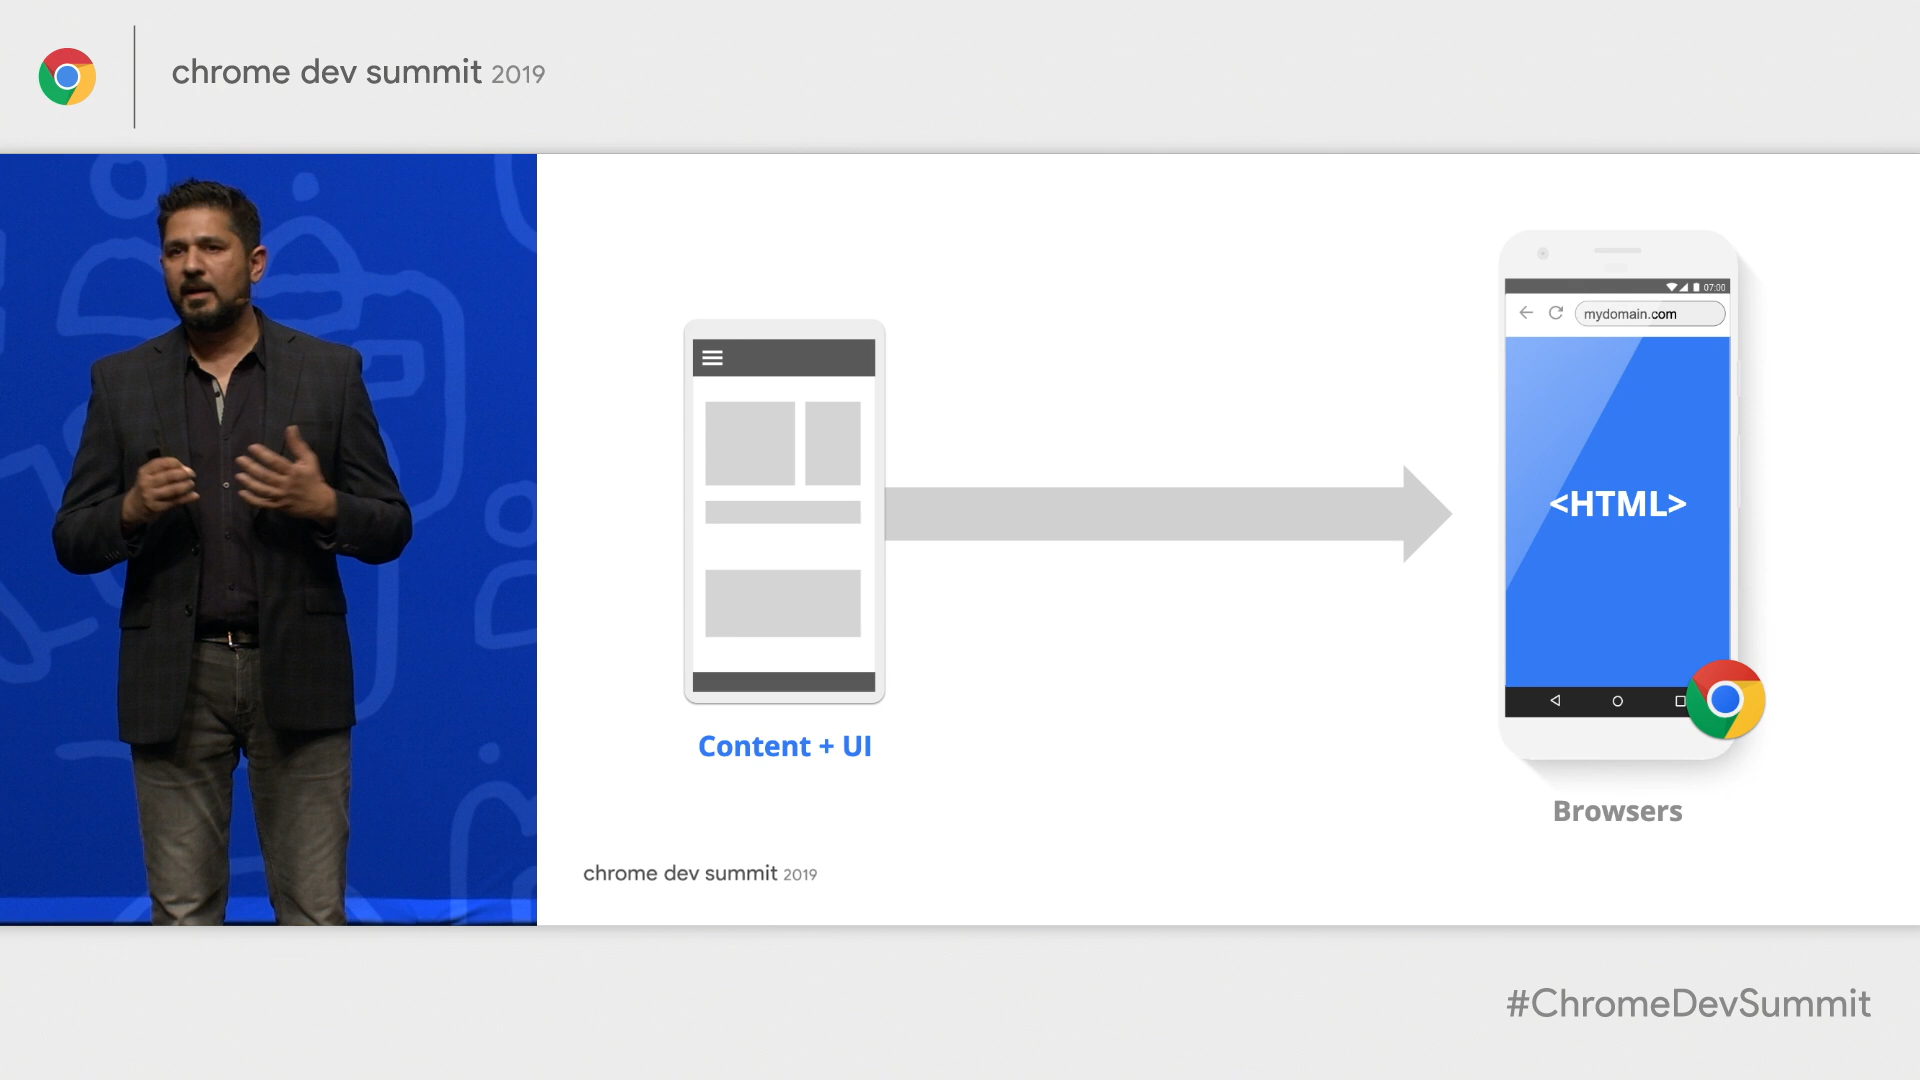 chrome dev summit 2019
07:00
mydomain.com
<HTML>
Content + UI
Browsers
chrome dev summit 2019
#ChromeDevSummit